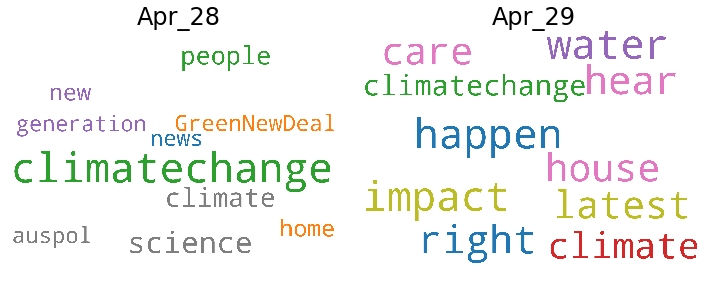 Apr_28
people
new
generation
GreenNewDeal
news
climatechange
climate
auspol
science
home
Apr_29
care
water
climatechange
hear
happen
house
impact
latest
right
climate